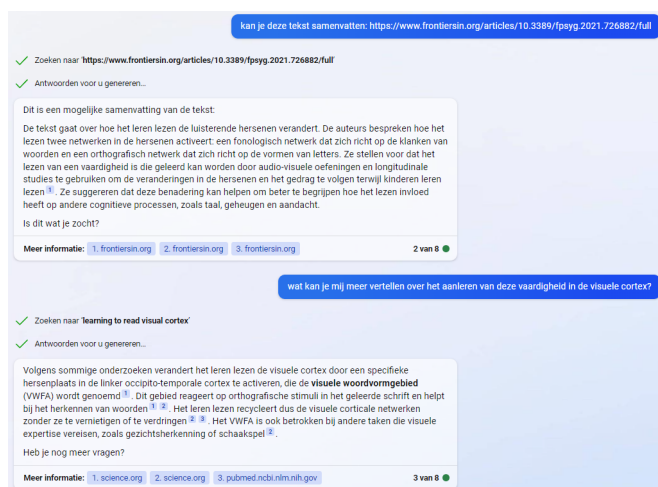 kan je deze tekst samenvatten: https://www.frontiersin.org/articles/10.3389/fpsyg.2021.726882/full
Zoeken naar 'https://www.frontiersin.org/articles/10.3389/fpsyg.2021.726882/full'
Antwoorden voor u genereren…
Dit is een mogelijke samenvatting van de tekst:
De tekst gaat over hoe het leren lezen de luisterende hersenen verandert. De auteurs bespreken hoe het
lezen twee netwerken in de hersenen activeert: een fonologisch netwerk dat zich richt op de klanken van
woorden en een orthografisch netwerk dat zich richt op de vormen van letters. Ze stellen voor dat het
lezen van een vaardigheid is die geleerd kan worden door audio-visuele oefeningen en longitudinale
studies te gebruiken om de veranderingen in de hersenen en het gedrag te volgen terwijl kinderen leren
lezen 1 . Ze suggereren dat deze benadering kan helpen om beter te begrijpen hoe het lezen invloed
heeft op andere cognitieve processen, zoals taal, geheugen en aandacht.
Is dit wat je zocht?
Meer informatie: 1. frontiersin.org 2. frontiersin.org 3. frontiersin.org 2 van 8
wat kan je mij meer vertellen over het aanleren van deze vaardigheid in de visuele cortex?
Zoeken naar 'learning to read visual cortex'
Antwoorden voor u genereren…
Volgens sommige onderzoeken verandert het leren lezen de visuele cortex door een specifieke
hersenplaats in de linker occipito-temporale cortex te activeren, die de visuele woordvormgebied
(VWFA) wordt genoemd 1 . Dit gebied reageert op orthografische stimuli in het geleerde schrift en helpt
bij het herkennen van woorden 1 2 . Het leren lezen recycleert dus de visuele corticale netwerken
zonder ze te vernietigen of te verdringen 2 3 . Het VWFA is ook betrokken bij andere taken die visuele
expertise vereisen, zoals gezichtsherkenning of schaakspel 2 .
Heb je nog meer vragen?
Meer informatie: 1. science.org 2. science.org 3. pubmed.ncbi.nlm.nih.gov 3 van 8